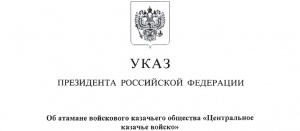 УКАЗ
ПРЕЗИДЕНТА РОССИЙСКОЙ ФЕДЕРАЦИИ
Об атамане войскового казачьего общества «Центральное
казачье войско»